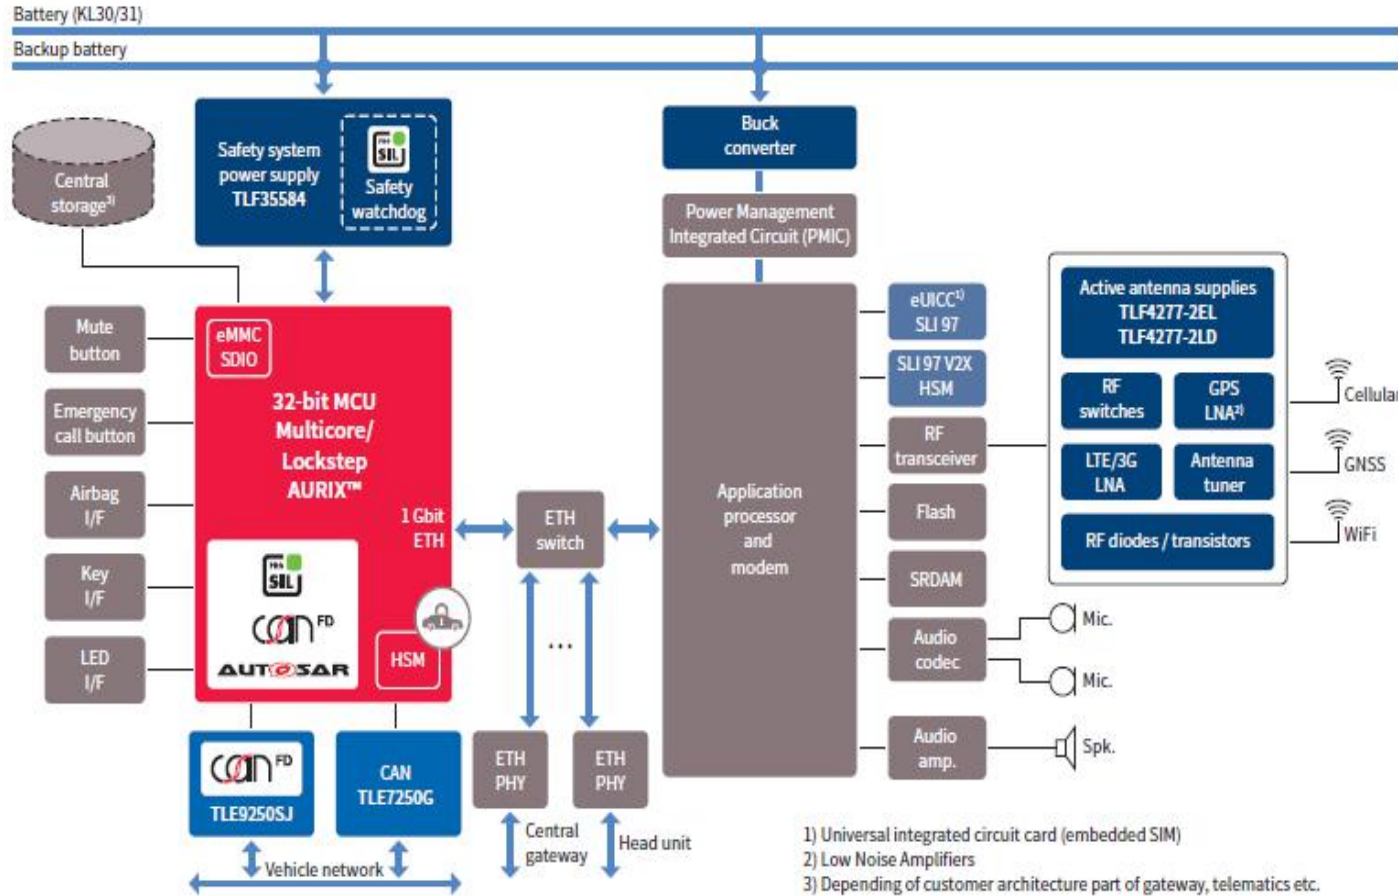 Battery (KL30/31)
Backup battery
Central
storage³⁾
Safety system
power supply
TLF35584
SIL
Safety
watchdog
Buck
converter
Power Management
Integrated Circuit (PMIC)
Mute
button
Emergency
call button
Airbag
I/F
Key
I/F
LED
I/F
eMMC
SDIO
32-bit MCU
Multicore/
Lockstep
AURIX™
1 Gbit
ETH
SIL
CAN FD
AUTOSAR
HSM
ETH
switch
...
Application
processor
and
modem
eUICC¹⁾
SLI 97
SLI 97 V2X
HSM
RF
transceiver
Flash
SRDAM
Audio
codec
Audio
amp.
Active antenna supplies
TLF4277-2EL
TLF4277-2LD
RF
switches
GPS
LNA²⁾
LTE/3G
LNA
Antenna
tuner
RF diodes / transistors
Cellular
GNSS
WiFi
Mic.
Mic.
Spk.
CAN FD
TLE9250SJ
CAN
TLE7250G
ETH
PHY
ETH
PHY
Vehicle network
Central
gateway
Head unit
1) Universal integrated circuit card (embedded SIM)
2) Low Noise Amplifiers
3) Depending of customer architecture part of gateway, telematics etc.